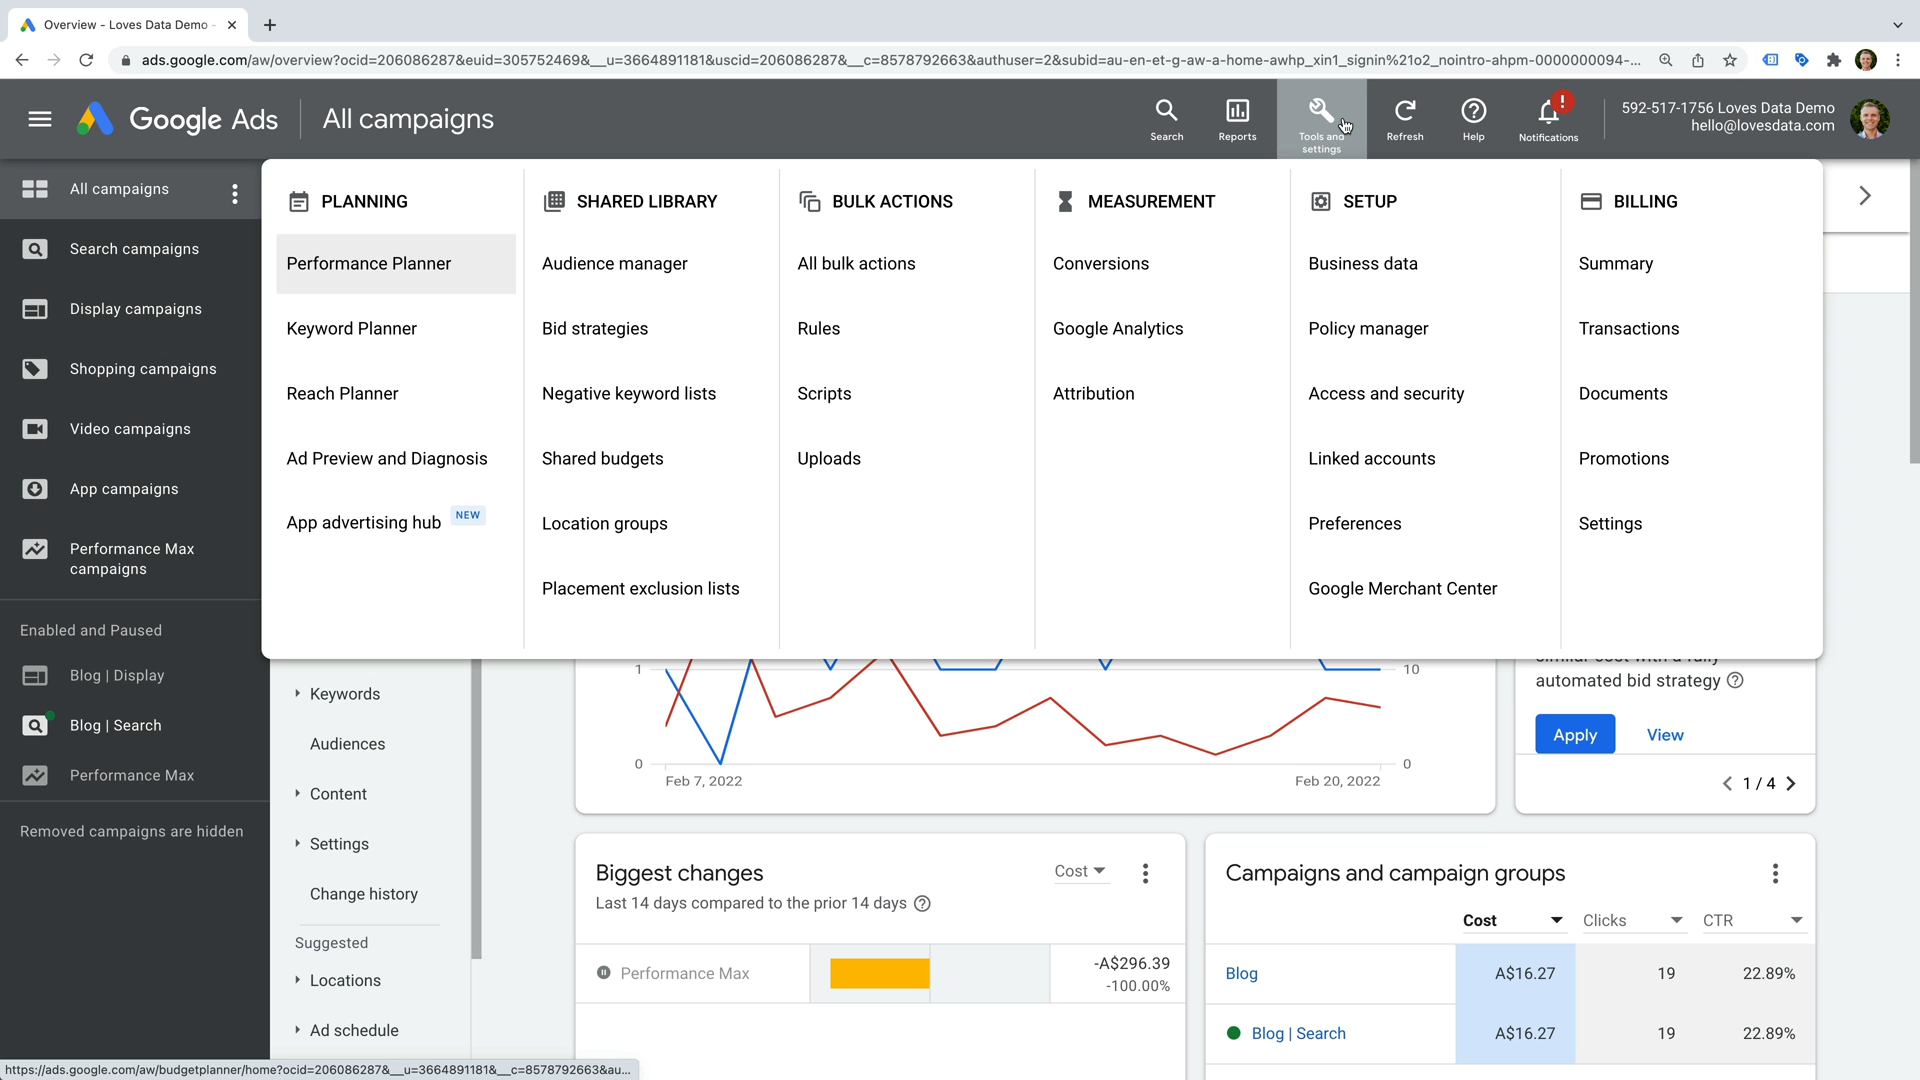 Overview - Loves Data Demo -
ads.google.com/aw/overview?ocid=206086287&euid=305752469&__u=3664891181&uscid=206086287&__c=8578792663&authuser=2&subid=au-en-et-g-aw-a-home-awhp_xin1_signin%21o2_nointro-ahpm-0000000094-...
Google Ads
All campaigns
Search
Reports
Tools and
settings
Refresh
Help
!
Notifications
592-517-1756 Loves Data Demo
hello@lovesdata.com
All campaigns
Search campaigns
Display campaigns
Shopping campaigns
Video campaigns
App campaigns
Performance Max
campaigns
Enabled and Paused
Blog | Display
Blog | Search
Performance Max
Removed campaigns are hidden
PLANNING
Performance Planner
Keyword Planner
Reach Planner
Ad Preview and Diagnosis
App advertising hub NEW
SHARED LIBRARY
Audience manager
Bid strategies
Negative keyword lists
Shared budgets
Location groups
Placement exclusion lists
BULK ACTIONS
All bulk actions
Rules
Scripts
Uploads
MEASUREMENT
Conversions
Google Analytics
Attribution
SETUP
Business data
Policy manager
Access and security
Linked accounts
Preferences
Google Merchant Center
BILLING
Summary
Transactions
Documents
Promotions
Settings
Keywords
Audiences
Content
Settings
Change history
Suggested
Locations
Ad schedule
1
10
0
0
Feb 7, 2022
Feb 20, 2022
similar cost with a fully
automated bid strategy
Apply
View
1 / 4
Biggest changes
Cost
Last 14 days compared to the prior 14 days
Performance Max
-A$296.39
-100.00%
Campaigns and campaign groups
Cost Clicks CTR
Blog A$16.27 19 22.89%
Blog | Search A$16.27 19 22.89%
https://ads.google.com/aw/budgetplanner/home?ocid=206086287&__u=3664891181&__c=8578792663&au...